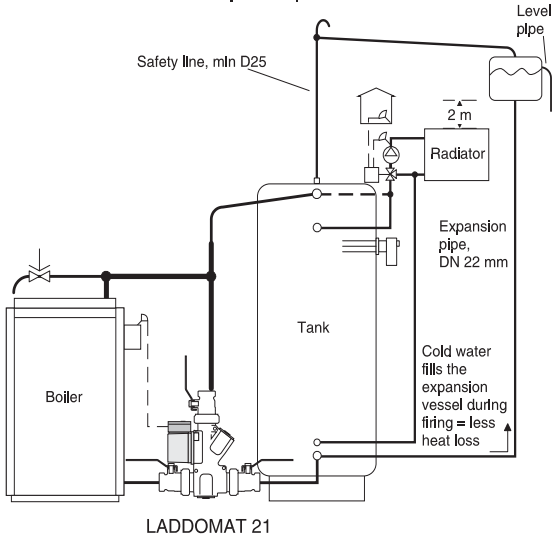 Level
pipe
Safety line, min D25
2 m
Radiator
Expansion
pipe,
DN 22 mm
Tank
Cold water
fills the
expansion
vessel during
firing = less
heat loss
Boiler
LADDOMAT 21